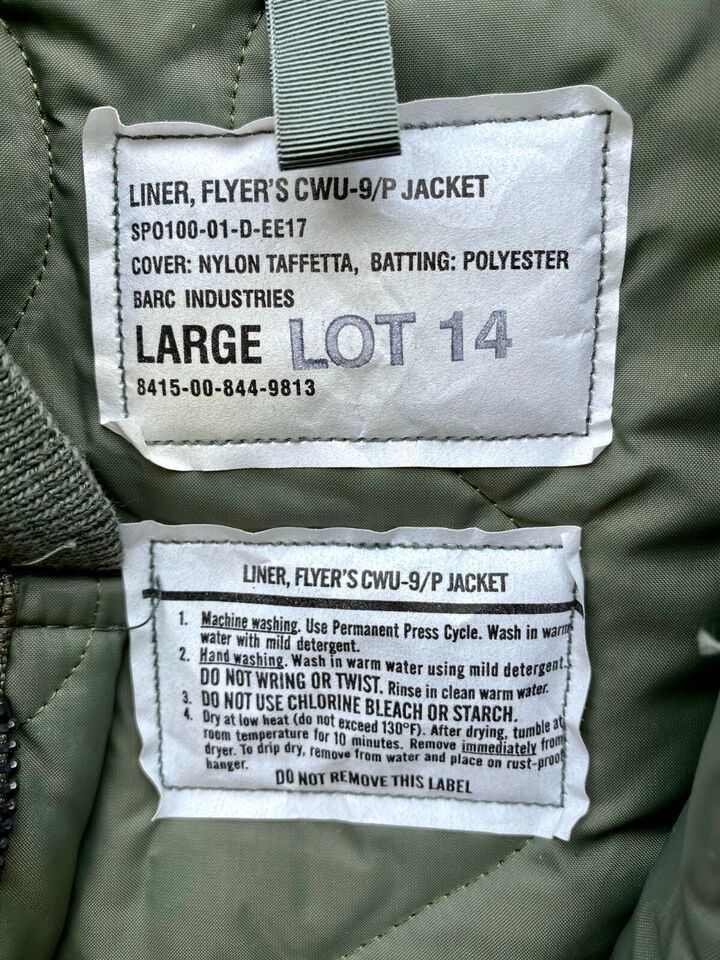 LINER, FLYER'S CWU-9/P JACKET
SPO100-01-D-EE17
COVER: NYLON TAFFETTA, BATTING: POLYESTER
BARC INDUSTRIES
LARGE LOT 14
8415-00-844-9813
LINER, FLYER'S CWU-9/P JACKET
1. Machine washing. Use Permanent Press Cycle. Wash in warm
water with mild detergent.
2. Hand washing. Wash in warm water using mild detergent.
DO NOT WRING OR TWIST. Rinse in clean warm water.
3. DO NOT USE CHLORINE BLEACH OR STARCH.
4. Dry at low heat (do not exceed 130°F). After drying, tumble at
room temperature for 10 minutes. Remove immediately from
dryer. To drip dry, remove from water and place on rust-proof
hanger.
DO NOT REMOVE THIS LABEL